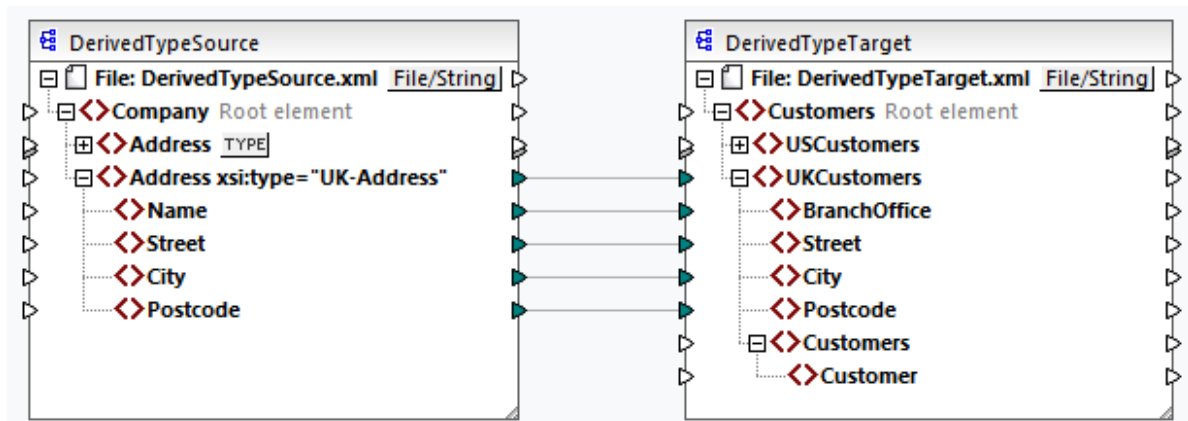 DerivedTypeSource
File: DerivedTypeSource.xml File/String
Company Root element
Address TYPE
Address xsi:type="UK-Address"
Name
Street
City
Postcode
DerivedTypeTarget
File: DerivedTypeTarget.xml File/String
Customers Root element
USCustomers
UKCustomers
BranchOffice
Street
City
Postcode
Customers
Customer